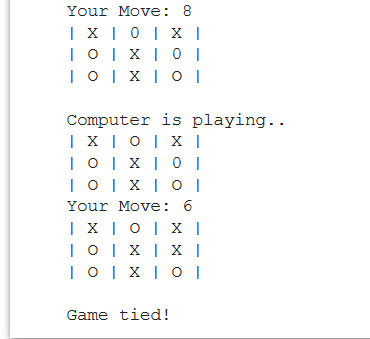 Your Move: 8
| X | 0 | X |
| O | X | 0 |
| O | X | O |
Computer is playing..
| X | O | X |
| O | X | 0 |
| O | X | O |
Your Move: 6
| X | O | X |
| O | X | X |
| O | X | O |
Game tied!